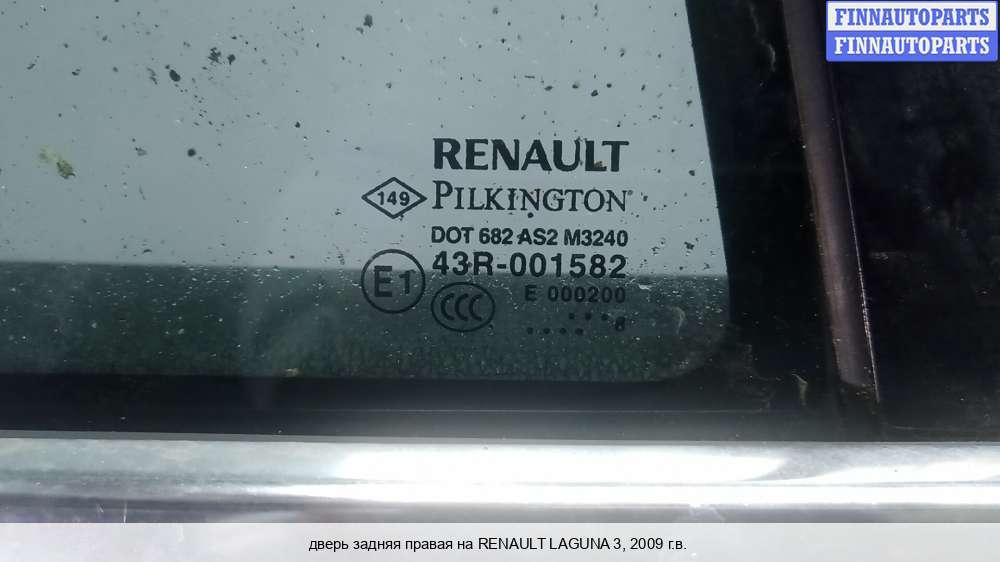 FINNAUTOPARTS
FINNAUTOPARTS
RENAULT
149 PILKINGTON
DOT 682 AS2 M3240
E1 43R-001582
CCC E 000200
8
дверь задняя правая на RENAULT LAGUNA 3, 2009 г.в.